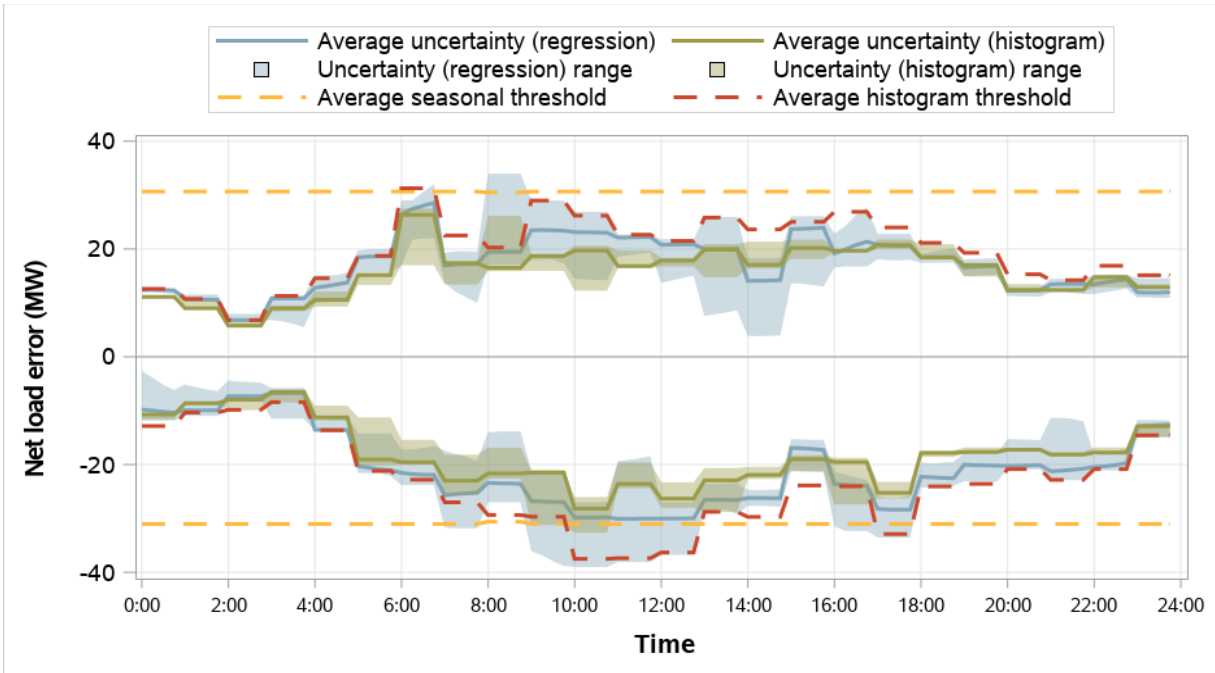 Average uncertainty (regression) Average uncertainty (histogram)
Uncertainty (regression) range Uncertainty (histogram) range
Average seasonal threshold Average histogram threshold
40
20
0
-20
-40
Net load error (MW)
0:00 2:00 4:00 6:00 8:00 10:00 12:00 14:00 16:00 18:00 20:00 22:00 24:00
Time